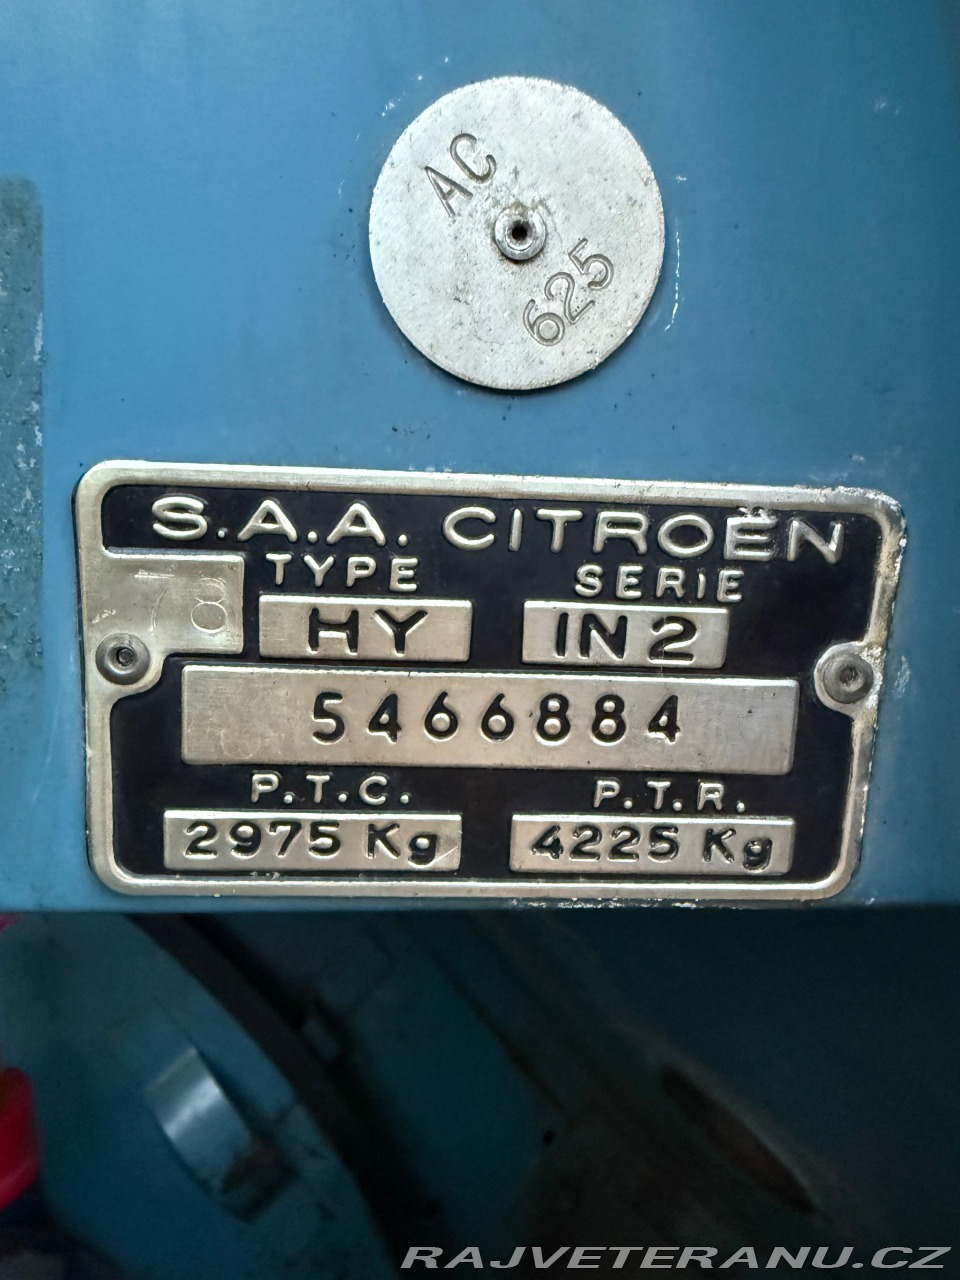 AC
625
S.A.A. CITROËN
TYPE SERIE
78 HY IN2
5466884
P.T.C. P.T.R.
2975 Kg 4225 Kg
RAJVETERANU.CZ